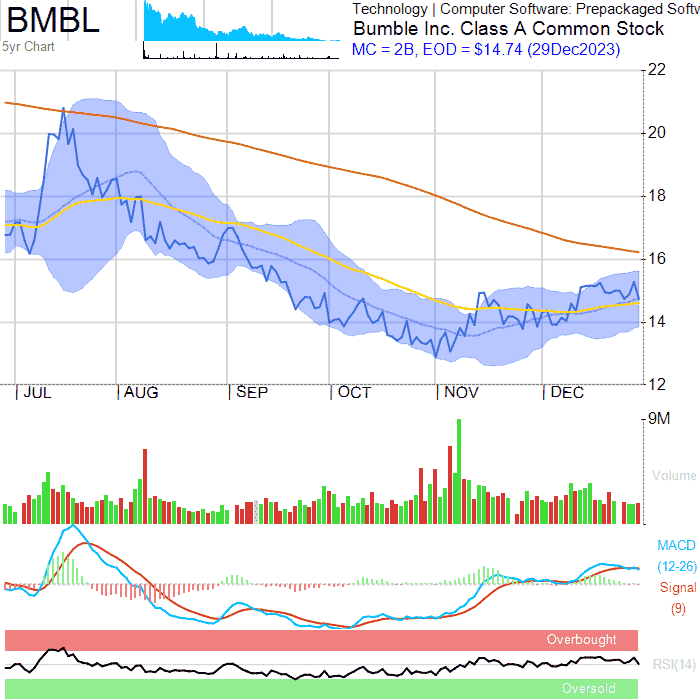 BMBL
5yr Chart
Technology | Computer Software: Prepackaged Softw
Bumble Inc. Class A Common Stock
MC = 2B, EOD = $14.74 (29Dec2023)
22
20
18
16
14
12
JUL AUG SEP OCT NOV DEC
9M
Volume
MACD
(12-26)
Signal
(9)
Overbought
RSI(14)
Oversold